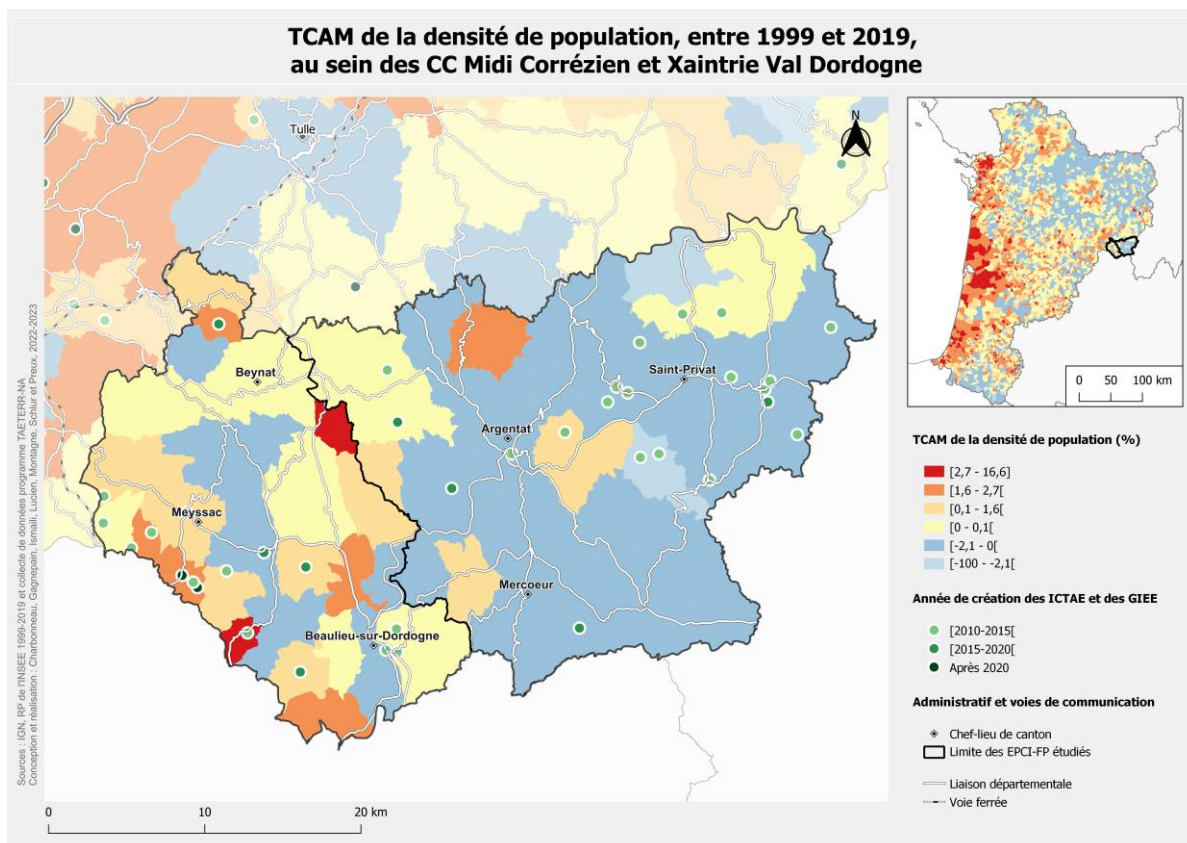 TCAM de la densité de population, entre 1999 et 2019,
au sein des CC Midi Corrézien et Xaintrie Val Dordogne
N
Tulle
Beynat
Saint-Privat
Argentat
Meyssac
Mercoeur
Beaulieu-sur-Dordogne
Sources : IGN, RP de l'INSEE 1999-2019 et collecte de données programme TAETERR-NA
Conception et réalisation : Charbonneau, Gagnepain, Ismaili, Lucien, Montagne, Schlur et Preux, 2022-2023
0 10 20 km
0 50 100 km
TCAM de la densité de population (%)
[2,7 - 16,6]
[1,6 - 2,7[
[0,1 - 1,6[
[0 - 0,1[
[-2,1 - 0[
[-100 - -2,1[
Année de création des ICTAE et des GIEE
[2010-2015[
[2015-2020[
Après 2020
Administratif et voies de communication
Chef-lieu de canton
Limite des EPCI-FP étudiés
Liaison départementale
Voie ferrée